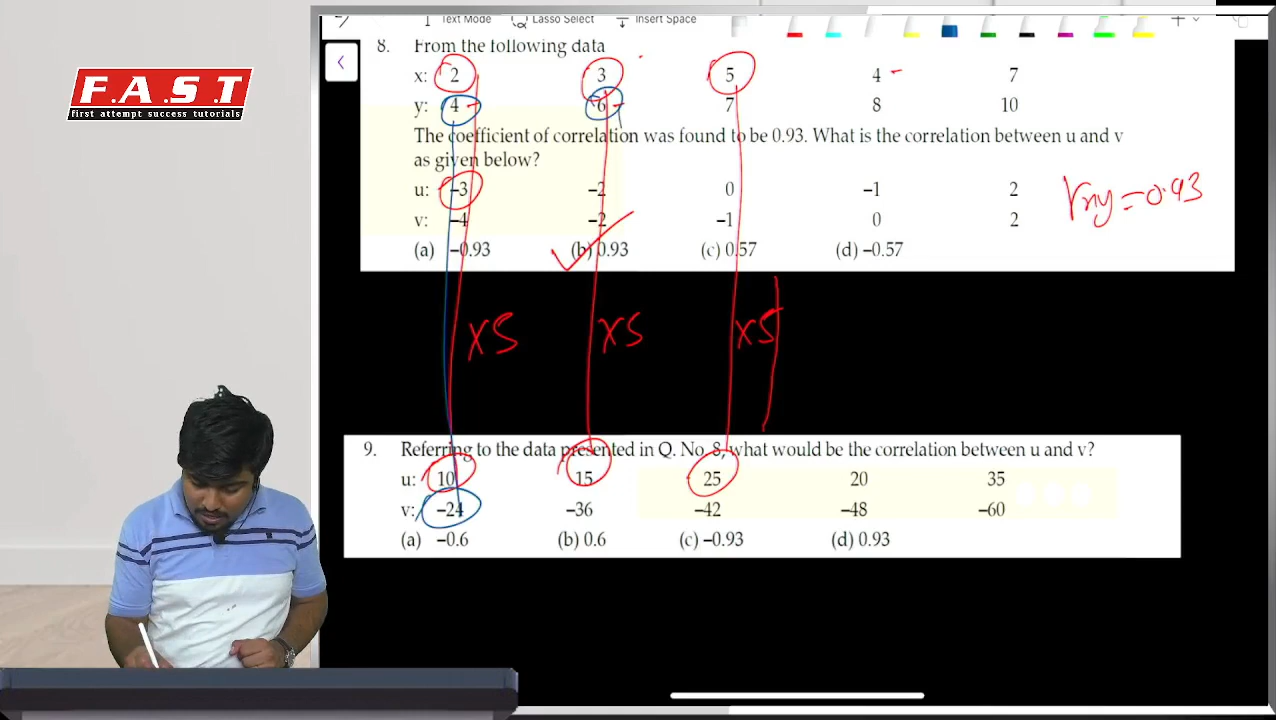 Text Mode Lasso Select Insert Space
F.A.S.T
first attempt success tutorials
8. From the following data
x: 2 3 5 4 7
y: 4 6 7 8 10
The coefficient of correlation was found to be 0.93. What is the correlation between u and v
as given below?
u: –3 –2 0 –1 2
v: –4 –2 –1 0 2
rxy = 0.93
(a) –0.93 (b) 0.93 (c) 0.57 (d) –0.57
x5 x5 x5
9. Referring to the data presented in Q. No. 8, what would be the correlation between u and v?
u: 10 15 25 20 35
v: –24 –36 –42 –48 –60
(a) –0.6 (b) 0.6 (c) –0.93 (d) 0.93